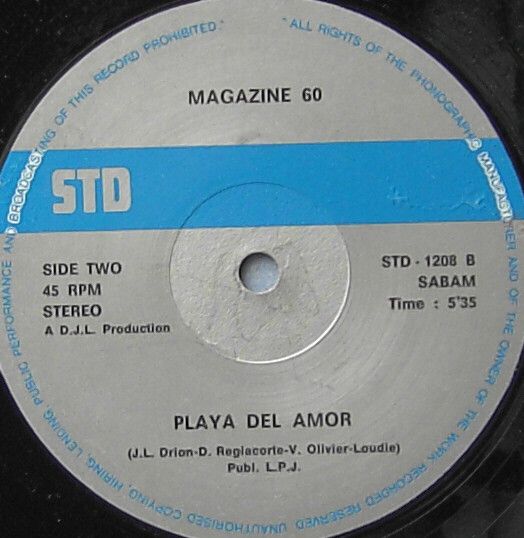 MAGAZINE 60
STD
SIDE TWO
45 RPM
STEREO
A D.J.L. Production
STD - 1208 B
SABAM
Time : 5'35
PLAYA DEL AMOR
(J.L. Drion-D. Regiacorte-V. Olivier-Loudie)
Publ. L.P.J.
ALL RIGHTS OF THE PHONOGRAPHIC MANUFACTURER AND OF THE OWNER OF THE WORK RECORDED RESERVED UNAUTHORISED COPYING, HIRING, LENDING, PUBLIC PERFORMANCE AND BROADCASTING OF THIS RECORD PROHIBITED.